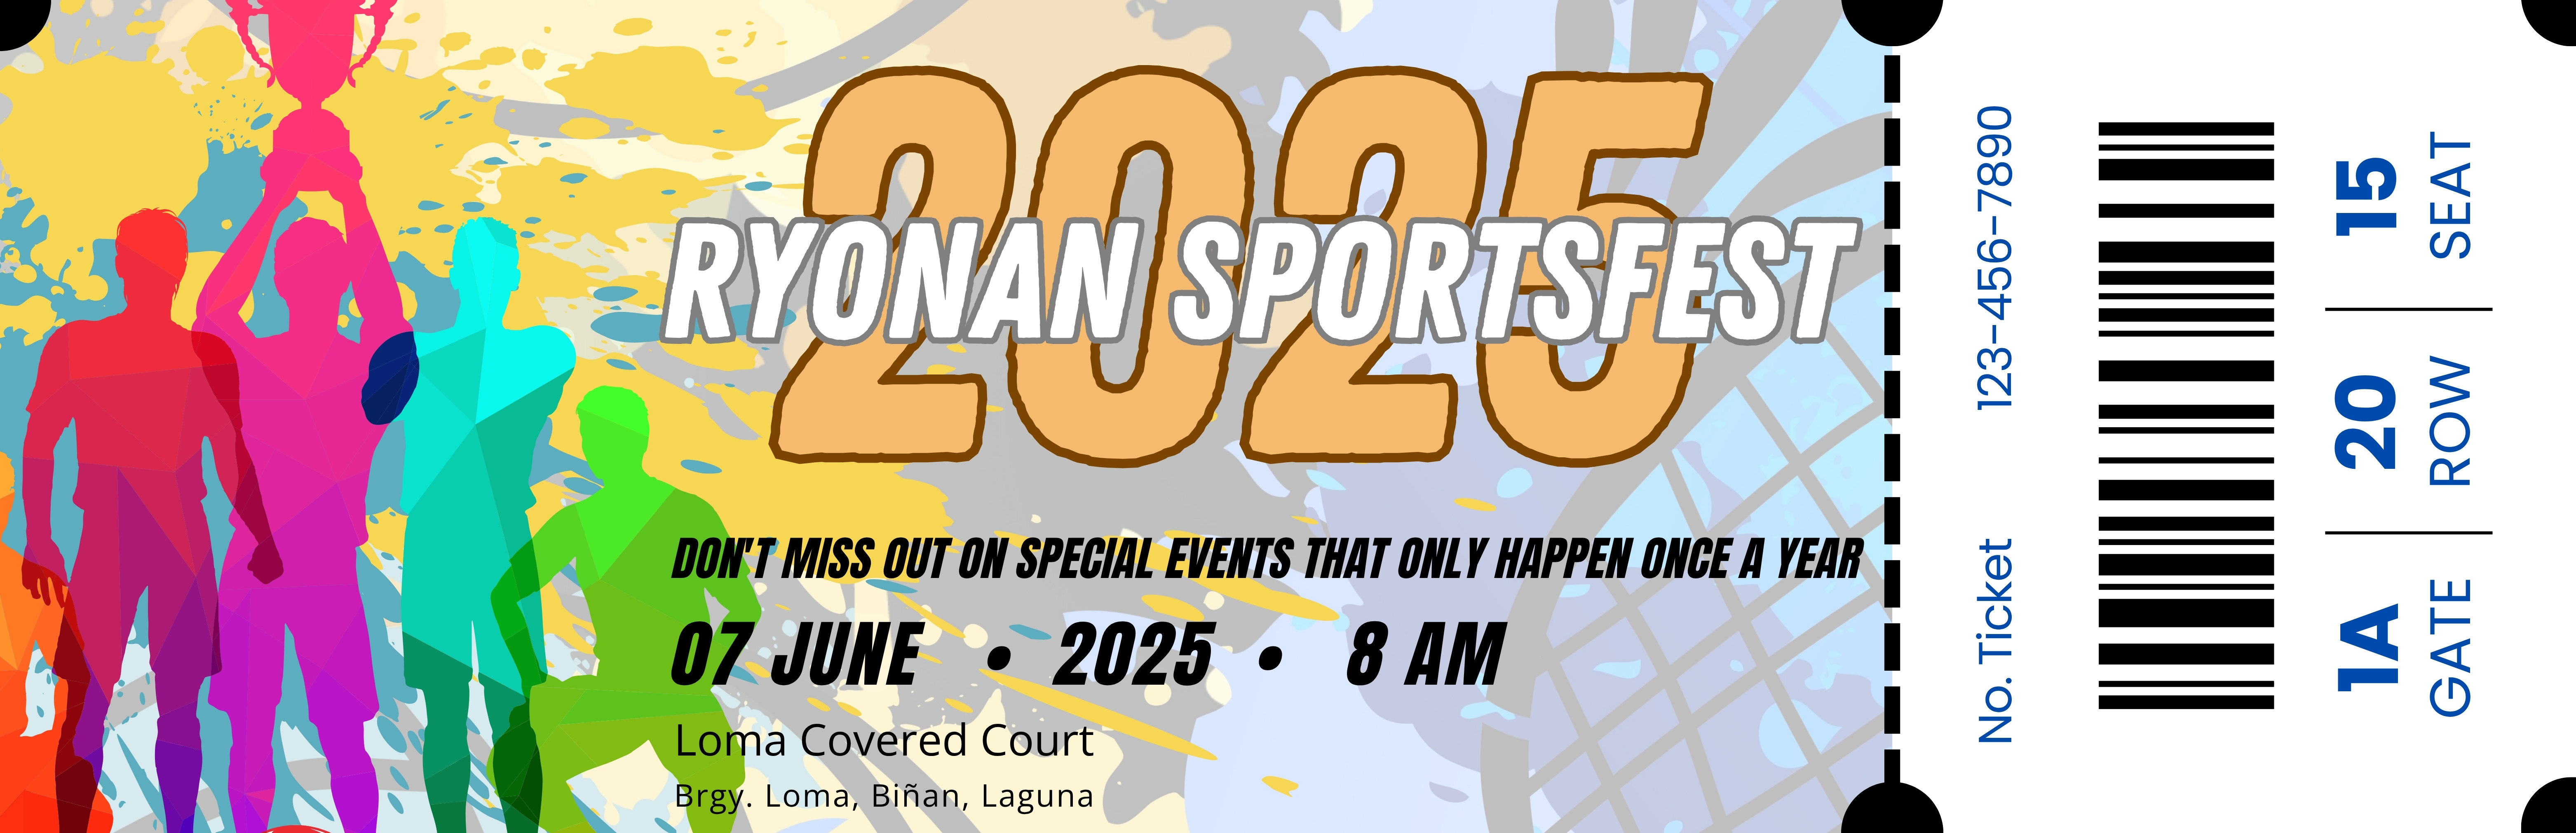 2025
RYONAN SPORTSFEST
DON'T MISS OUT ON SPECIAL EVENTS THAT ONLY HAPPEN ONCE A YEAR
07 JUNE • 2025 • 8 AM
Loma Covered Court
Brgy. Loma, Biñan, Laguna
No. Ticket 123-456-7890
1A 20 15
GATE ROW SEAT